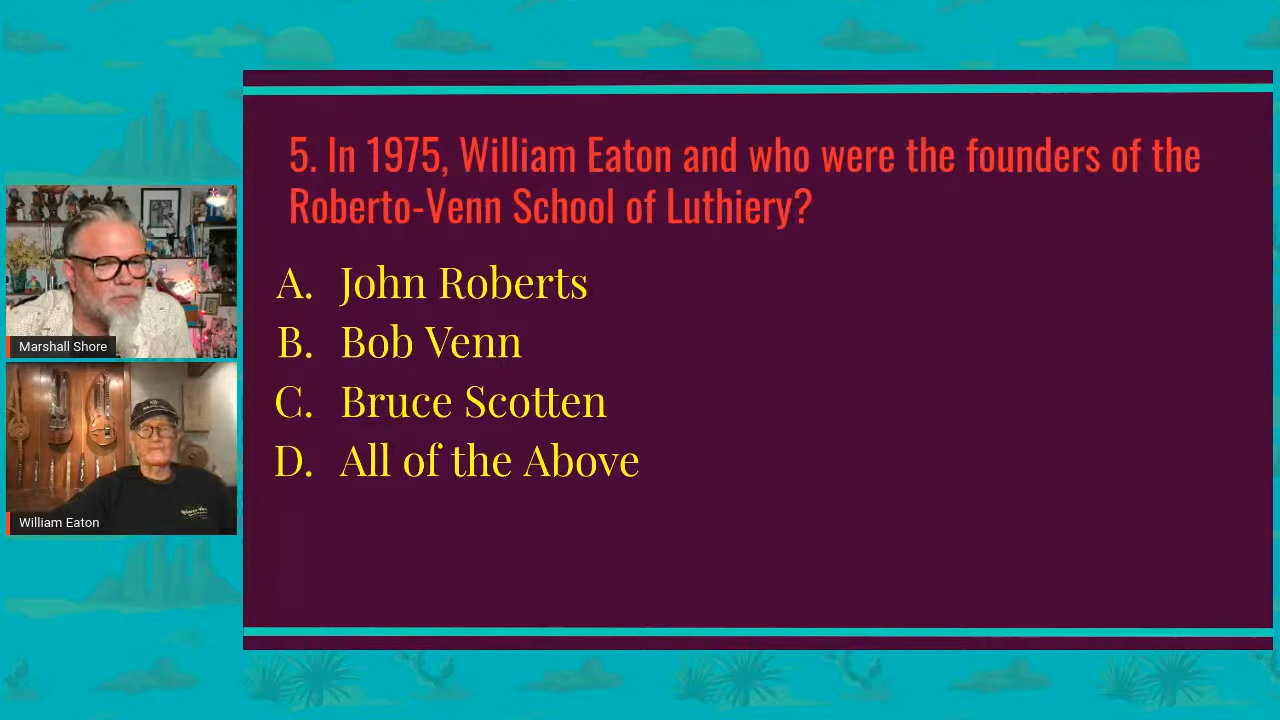 5. In 1975, William Eaton and who were the founders of the
Roberto-Venn School of Luthiery?
A. John Roberts
B. Bob Venn
C. Bruce Scotten
D. All of the Above
Marshall Shore
William Eaton